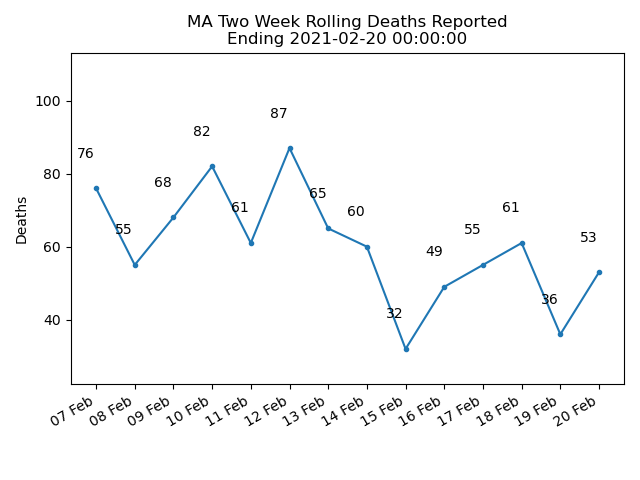 MA Two Week Rolling Deaths Reported
Ending 2021-02-20 00:00:00
Deaths
100
80
60
40
76
55
68
82
61
87
65
60
32
49
55
61
36
53
07 Feb
08 Feb
09 Feb
10 Feb
11 Feb
12 Feb
13 Feb
14 Feb
15 Feb
16 Feb
17 Feb
18 Feb
19 Feb
20 Feb